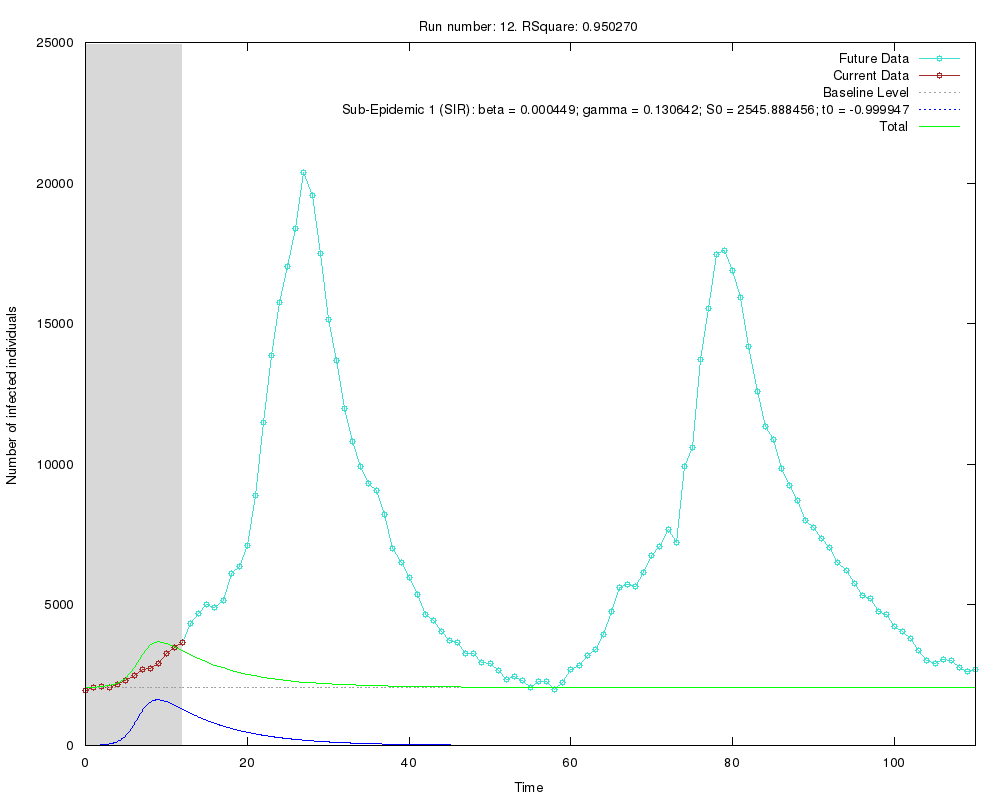 Run number: 12. RSquare: 0.950270
25000
20000
15000
10000
5000
0
Number of infected individuals
Future Data
Current Data
Baseline Level
Sub-Epidemic 1 (SIR): beta = 0.000449; gamma = 0.130642; S0 = 2545.888456; t0 = -0.999947
Total
0 20 40 60 80 100
Time